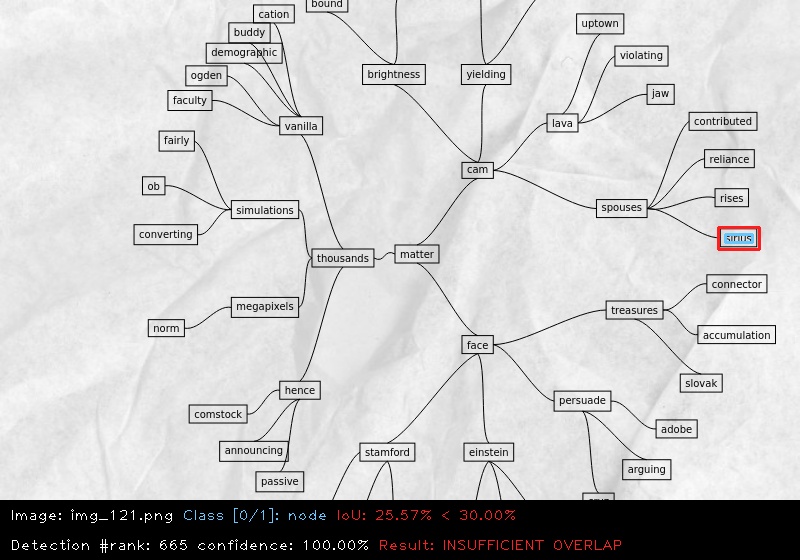 cation
bound
buddy
uptown
demographic
violating
ogden
brightness
yielding
jaw
faculty
contributed
vanilla
lava
fairly
reliance
cam
ob
rises
simulations
spouses
converting
sirius
thousands
matter
connector
megapixels
treasures
norm
accumulation
face
slovak
hence
persuade
comstock
adobe
announcing
stamford
einstein
arguing
passive
Image: img_121.png Class [0/1]: node IoU: 25.57% < 30.00%
Detection #rank: 665 confidence: 100.00% Result: INSUFFICIENT OVERLAP